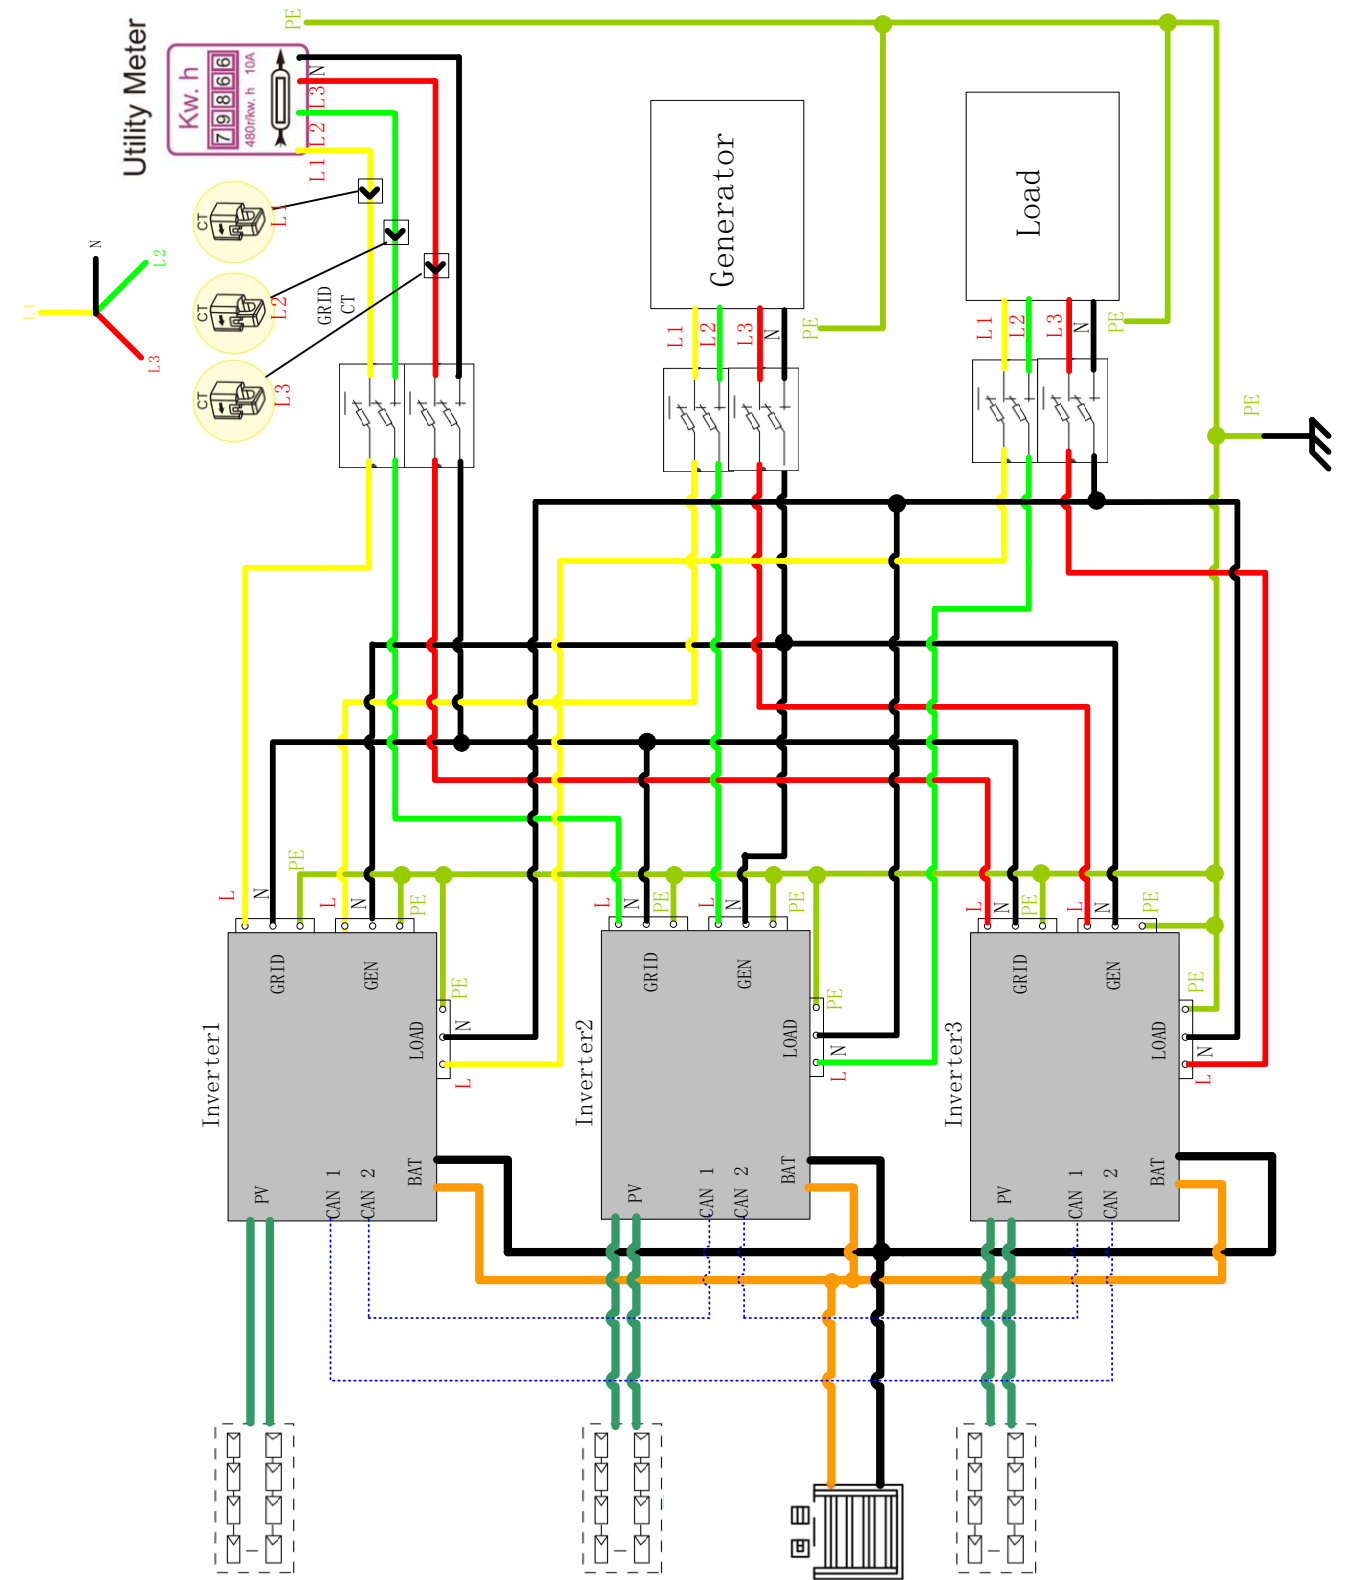 Utility Meter
Kw. h
79866
480r/kw. h 10A
PE
N
L3
L2
L1
CT
L1
CT
L2
CT
L3
GRID
CT
L1
N
L2
L3
Generator
L1
L2
L3
N
PE
Load
L1
L2
L3
N
PE
PE
L
N
PE
L
N
PE
GRID
GEN
PE
N
L
LOAD
Inverter1
BAT
PV
CAN 1
CAN 2
L
N
PE
L
N
PE
GRID
GEN
PE
N
L
LOAD
Inverter2
BAT
PV
CAN 1
CAN 2
L
N
PE
L
N
PE
GRID
GEN
PE
N
L
LOAD
Inverter3
BAT
PV
CAN 1
CAN 2